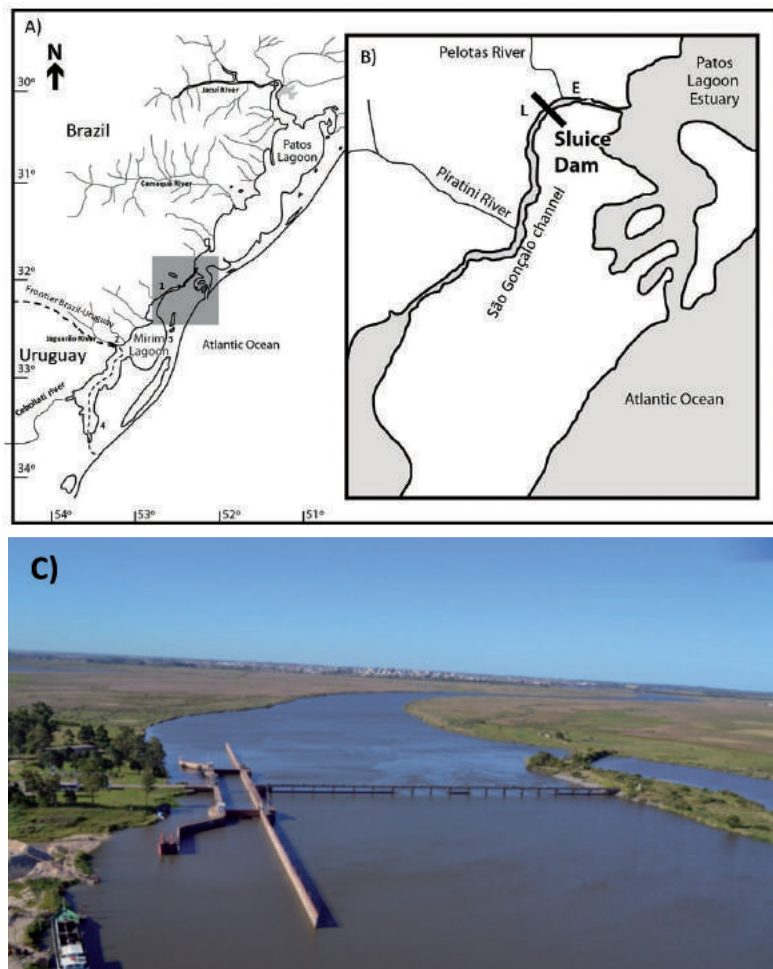 A)
N
30°
Jacuí River
Brazil
Patos
Lagoon
31°
Camaquã River
32°
1
Frontier Brazil-Uruguay
Jaguarão River
2
Mirim
Lagoon
3
Atlantic Ocean
Uruguay
33°
Cebollati river
4
34°
54°
53°
52°
51°
B)
Pelotas River
E
Patos
Lagoon
Estuary
L
Sluice
Dam
Piratini River
São Gonçalo channel
Atlantic Ocean
C)